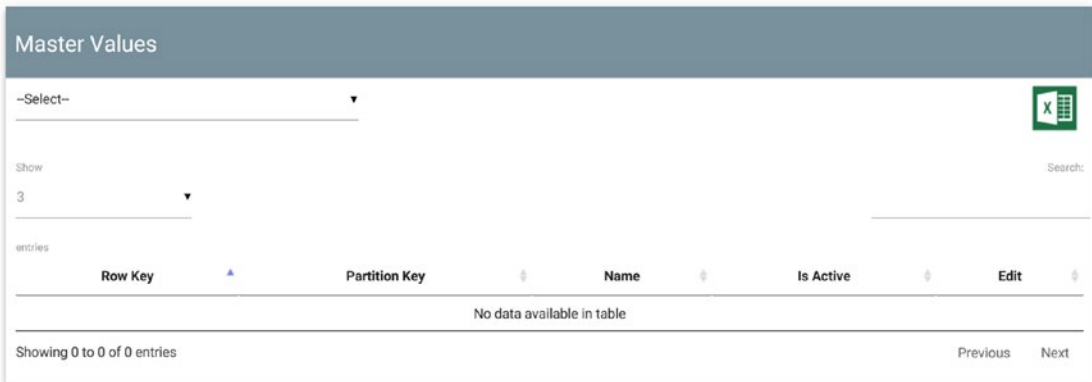 Master Values
--Select--
X
Show
Search:
3
entries
Row Key Partition Key Name Is Active Edit
No data available in table
Showing 0 to 0 of 0 entries Previous Next